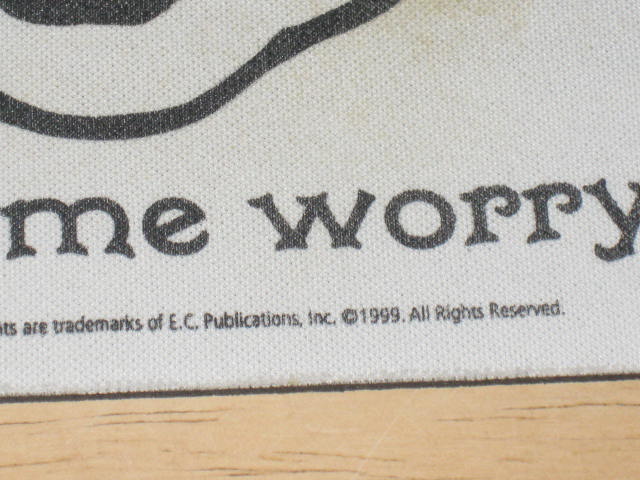 me worry
ts are trademarks of E.C. Publications, Inc. ©1999. All Rights Reserved.